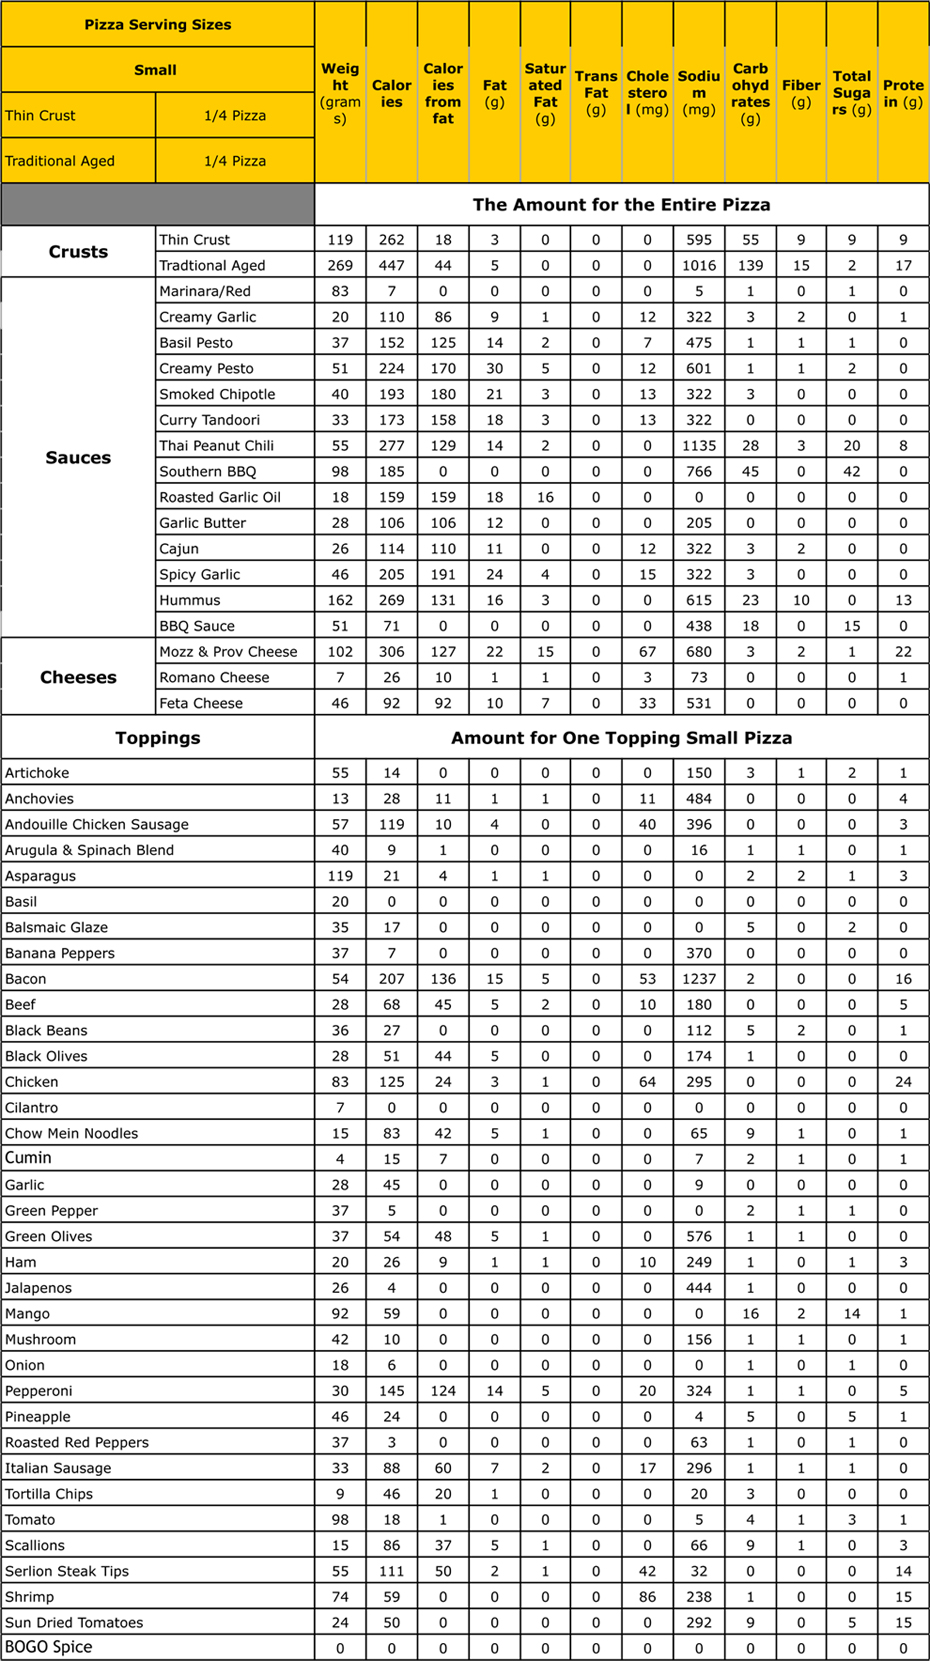 Pizza Serving Sizes
Small
Thin Crust 1/4 Pizza
Traditional Aged 1/4 Pizza
Weig
ht
(gram
s)
Calor
ies
Calor
ies
from
fat
Fat
(g)
Satur
ated
Fat
(g)
Trans
Fat
(g)
Chole
stero
l (mg)
Sodiu
m
(mg)
Carb
ohyd
rates
(g)
Fiber
(g)
Total
Suga
rs (g)
Prote
in (g)
The Amount for the Entire Pizza
Crusts
Thin Crust 119 262 18 3 0 0 0 595 55 9 9 9
Tradtional Aged 269 447 44 5 0 0 0 1016 139 15 2 17
Sauces
Marinara/Red 83 7 0 0 0 0 0 5 1 0 1 0
Creamy Garlic 20 110 86 9 1 0 12 322 3 2 0 1
Basil Pesto 37 152 125 14 2 0 7 475 1 1 1 0
Creamy Pesto 51 224 170 30 5 0 12 601 1 1 2 0
Smoked Chipotle 40 193 180 21 3 0 13 322 3 0 0 0
Curry Tandoori 33 173 158 18 3 0 13 322 0 0 0 0
Thai Peanut Chili 55 277 129 14 2 0 0 1135 28 3 20 8
Southern BBQ 98 185 0 0 0 0 0 766 45 0 42 0
Roasted Garlic Oil 18 159 159 18 16 0 0 0 0 0 0 0
Garlic Butter 28 106 106 12 0 0 0 205 0 0 0 0
Cajun 26 114 110 11 0 0 12 322 3 2 0 0
Spicy Garlic 46 205 191 24 4 0 15 322 3 0 0 0
Hummus 162 269 131 16 3 0 0 615 23 10 0 13
BBQ Sauce 51 71 0 0 0 0 0 438 18 0 15 0
Cheeses
Mozz & Prov Cheese 102 306 127 22 15 0 67 680 3 2 1 22
Romano Cheese 7 26 10 1 1 0 3 73 0 0 0 1
Feta Cheese 46 92 92 10 7 0 33 531 0 0 0 0
Toppings Amount for One Topping Small Pizza
Artichoke 55 14 0 0 0 0 0 150 3 1 2 1
Anchovies 13 28 11 1 1 0 11 484 0 0 0 4
Andouille Chicken Sausage 57 119 10 4 0 0 40 396 0 0 0 3
Arugula & Spinach Blend 40 9 1 0 0 0 0 16 1 1 0 1
Asparagus 119 21 4 1 1 0 0 0 2 2 1 3
Basil 20 0 0 0 0 0 0 0 0 0 0 0
Balsmaic Glaze 35 17 0 0 0 0 0 0 5 0 2 0
Banana Peppers 37 7 0 0 0 0 0 370 0 0 0 0
Bacon 54 207 136 15 5 0 53 1237 2 0 0 16
Beef 28 68 45 5 2 0 10 180 0 0 0 5
Black Beans 36 27 0 0 0 0 0 112 5 2 0 1
Black Olives 28 51 44 5 0 0 0 174 1 0 0 0
Chicken 83 125 24 3 1 0 64 295 0 0 0 24
Cilantro 7 0 0 0 0 0 0 0 0 0 0 0
Chow Mein Noodles 15 83 42 5 1 0 0 65 9 1 0 1
Cumin 4 15 7 0 0 0 0 7 2 1 0 1
Garlic 28 45 0 0 0 0 0 9 0 0 0 0
Green Pepper 37 5 0 0 0 0 0 0 2 1 1 0
Green Olives 37 54 48 5 1 0 0 576 1 1 0 0
Ham 20 26 9 1 1 0 10 249 1 0 1 3
Jalapenos 26 4 0 0 0 0 0 444 1 0 0 0
Mango 92 59 0 0 0 0 0 0 16 2 14 1
Mushroom 42 10 0 0 0 0 0 156 1 1 0 1
Onion 18 6 0 0 0 0 0 0 1 0 1 0
Pepperoni 30 145 124 14 5 0 20 324 1 1 0 5
Pineapple 46 24 0 0 0 0 0 4 5 0 5 1
Roasted Red Peppers 37 3 0 0 0 0 0 63 1 0 1 0
Italian Sausage 33 88 60 7 2 0 17 296 1 1 1 0
Tortilla Chips 9 46 20 1 0 0 0 20 3 0 0 0
Tomato 98 18 1 0 0 0 0 5 4 1 3 1
Scallions 15 86 37 5 1 0 0 66 9 1 0 3
Serlion Steak Tips 55 111 50 2 1 0 42 32 0 0 0 14
Shrimp 74 59 0 0 0 0 86 238 1 0 0 15
Sun Dried Tomatoes 24 50 0 0 0 0 0 292 9 0 5 15
BOGO Spice 0 0 0 0 0 0 0 0 0 0 0 0